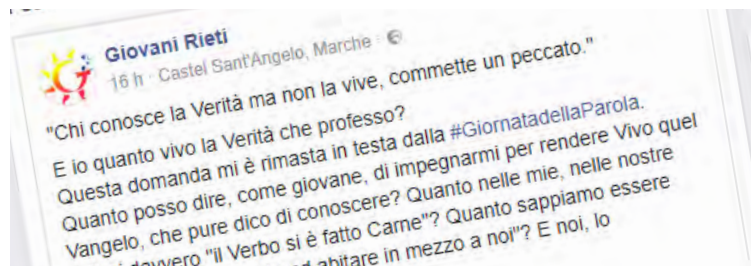 Giovani Rieti
16 h · Castel Sant'Angelo, Marche ·
"Chi conosce la Verità ma non la vive, commette un peccato."
E io quanto vivo la Verità che professo?
Questa domanda mi è rimasta in testa dalla #GiornatadellaParola.
Quanto posso dire, come giovane, di impegnarmi per rendere Vivo quel
Vangelo, che pure dico di conoscere? Quanto nelle mie, nelle nostre
davvero "il Verbo si è fatto Carne"? Quanto sappiamo essere
abitare in mezzo a noi"? E noi, lo